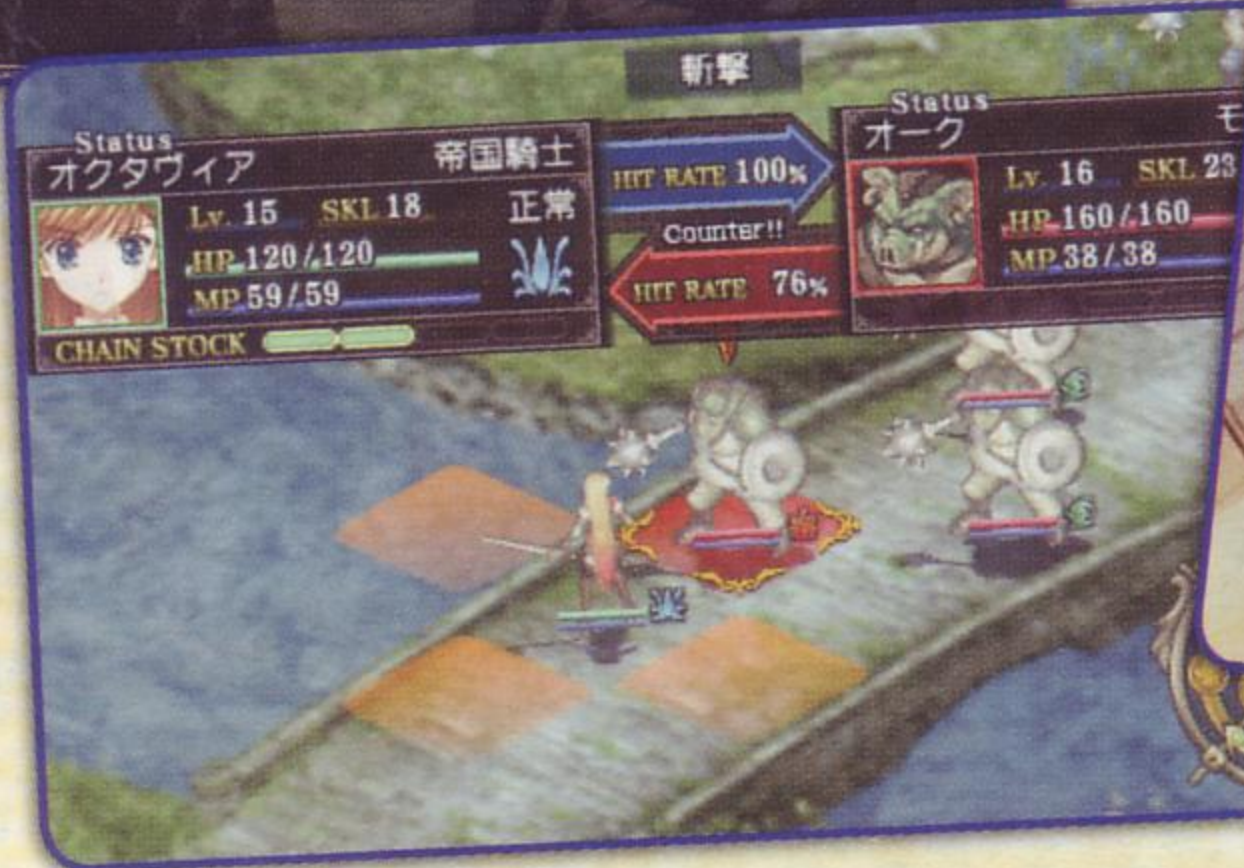 斬撃
Status
オクタヴィア 帝国騎士
Lv. 15 SKL 18 正常
HP 120/120
MP 59/59
CHAIN STOCK
HIT RATE 100%
Counter!!
HIT RATE 76%
Status
オーク モ
Lv. 16 SKL 23
HP 160/160
MP 38/38